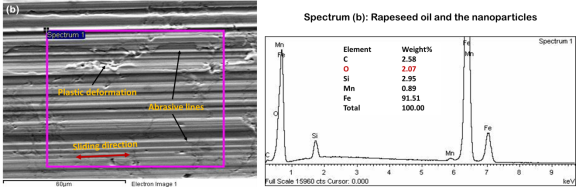 (b)
Spectrum 1
Plastic deformation
Abrasive lines
Sliding direction
60µm
Electron Image 1
Spectrum (b): Rapeseed oil and the nanoparticles
Spectrum 1
Element Weight%
C 2.58
O 2.07
Si 2.95
Mn 0.89
Fe 91.51
Total 100.00
Mn
Fe
O
C
Si
Mn
Fe
Mn
Fe
1 2 3 4 5 6 7 8 9
Full Scale 15960 cts Cursor: 0.000
keV